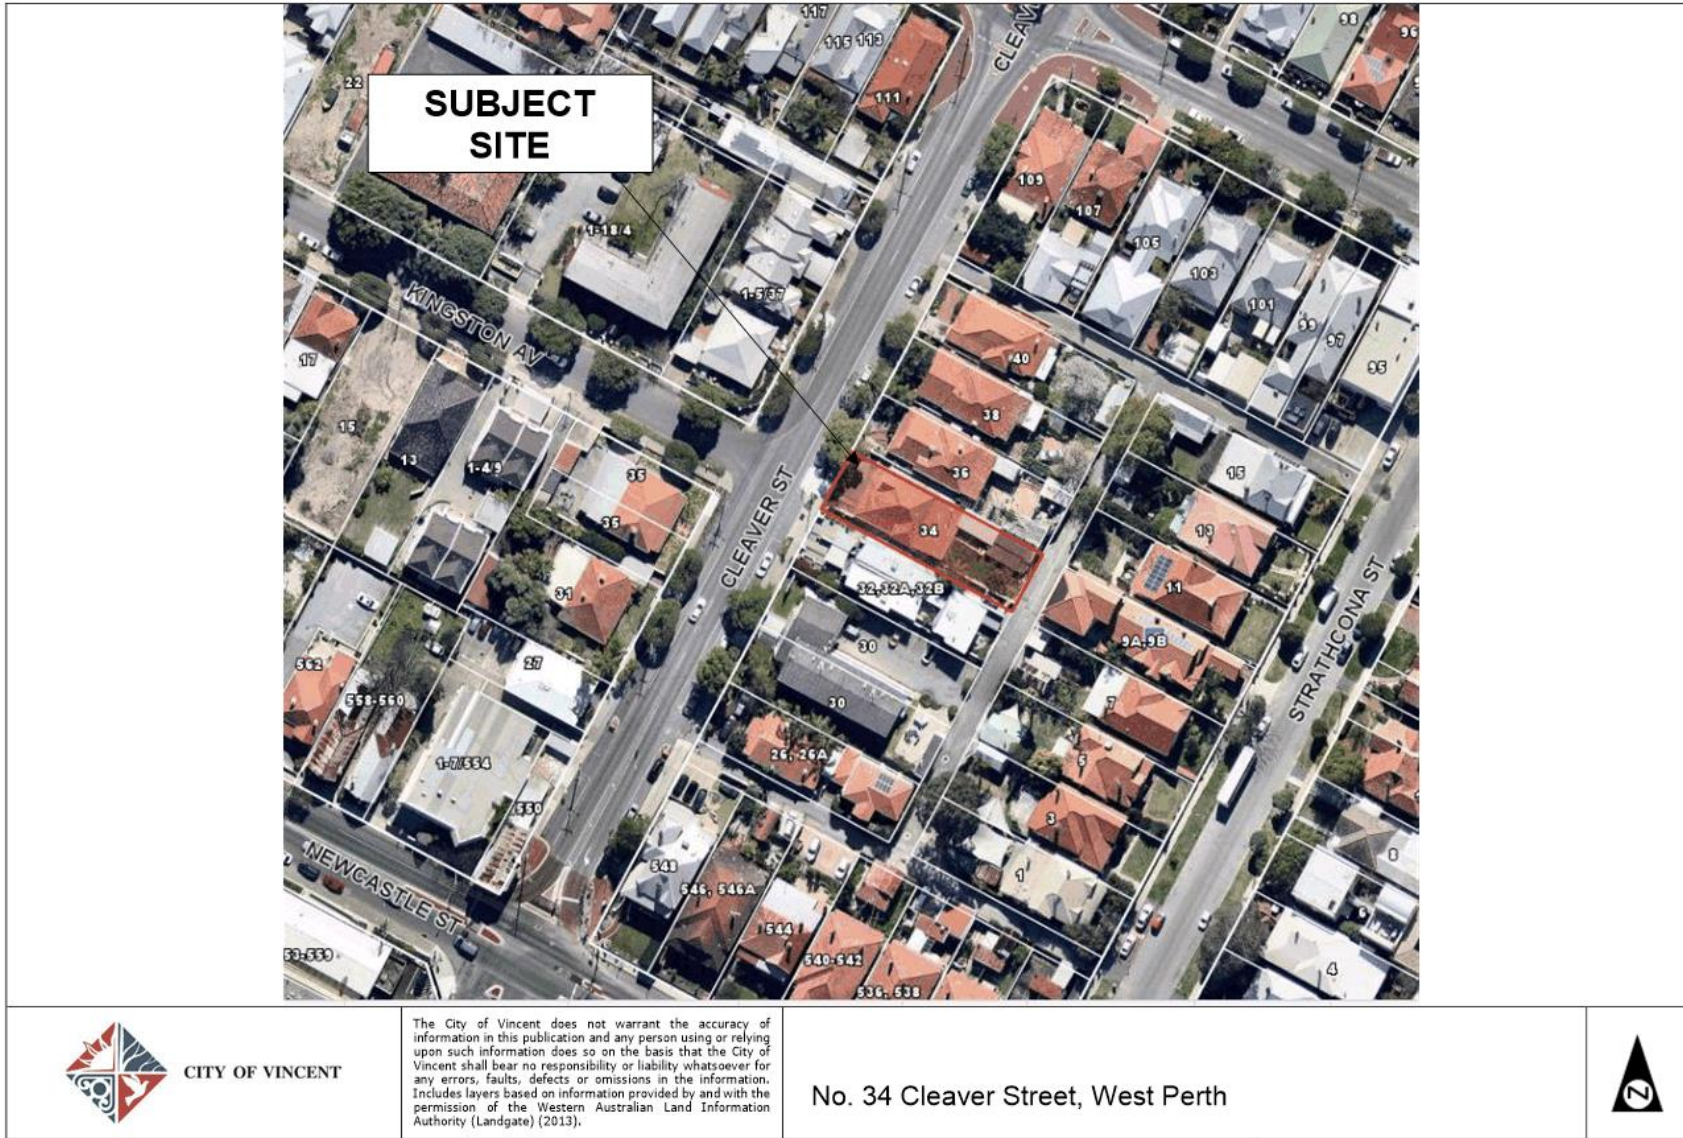 117
115 113
98
96
22
111
SUBJECT
SITE
CLEAV
109
107
1-18/4
105
103
1-5/37
101
99
97
95
KINGSTON AV
17
40
38
15
13
1-4/9
35
35
36
CLEAVER ST
34
15
13
11
31
32,32A,32B
STRATHCONA ST
562
27
30
9A,9B
558-560
30
7
26, 26A
5
1-7/554
550
3
8
NEWCASTLE ST
548
546, 546A
1
544
540-542
53-559
536, 538
4
CITY OF VINCENT
The City of Vincent does not warrant the accuracy of
information in this publication and any person using or relying
upon such information does so on the basis that the City of
Vincent shall bear no responsibility or liability whatsoever for
any errors, faults, defects or omissions in the information.
Includes layers based on information provided by and with the
permission of the Western Australian Land Information
Authority (Landgate) (2013).
No. 34 Cleaver Street, West Perth
N